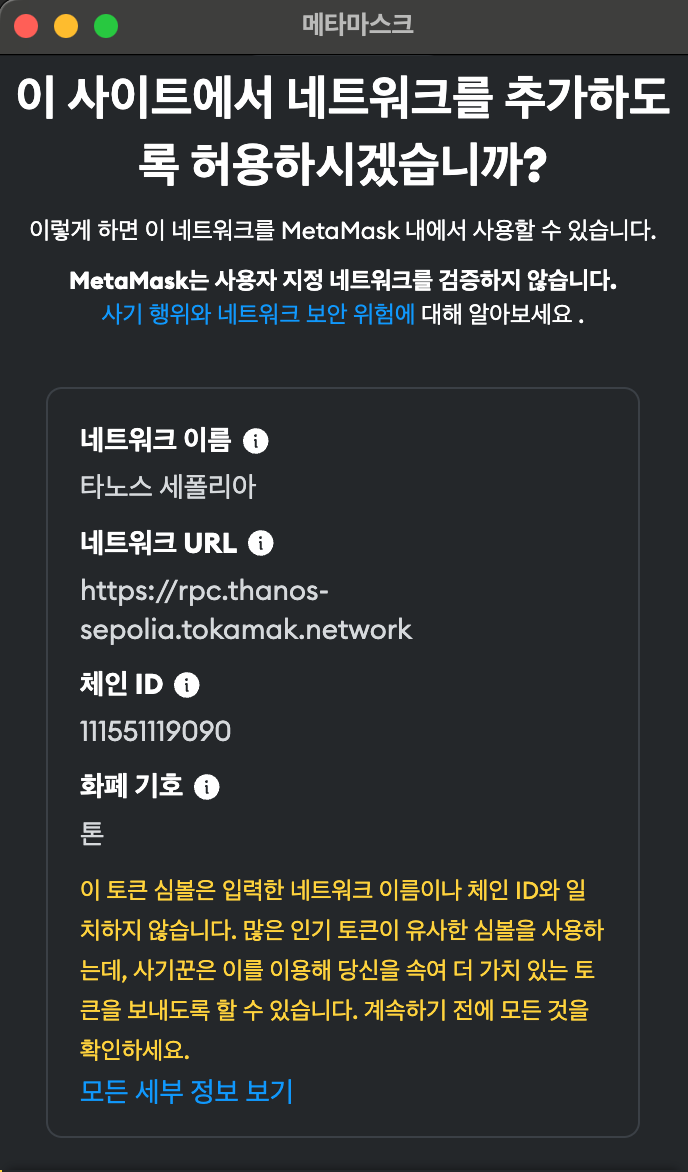 메타마스크
이 사이트에서 네트워크를 추가하도
록 허용하시겠습니까?
이렇게 하면 이 네트워크를 MetaMask 내에서 사용할 수 있습니다.
MetaMask는 사용자 지정 네트워크를 검증하지 않습니다.
사기 행위와 네트워크 보안 위험에 대해 알아보세요 .
네트워크 이름
타노스 세폴리아
네트워크 URL
https://rpc.thanos-
sepolia.tokamak.network
체인 ID
111551119090
화폐 기호
톤
이 토큰 심볼은 입력한 네트워크 이름이나 체인 ID와 일
치하지 않습니다. 많은 인기 토큰이 유사한 심볼을 사용하
는데, 사기꾼은 이를 이용해 당신을 속여 더 가치 있는 토
큰을 보내도록 할 수 있습니다. 계속하기 전에 모든 것을
확인하세요.
모든 세부 정보 보기